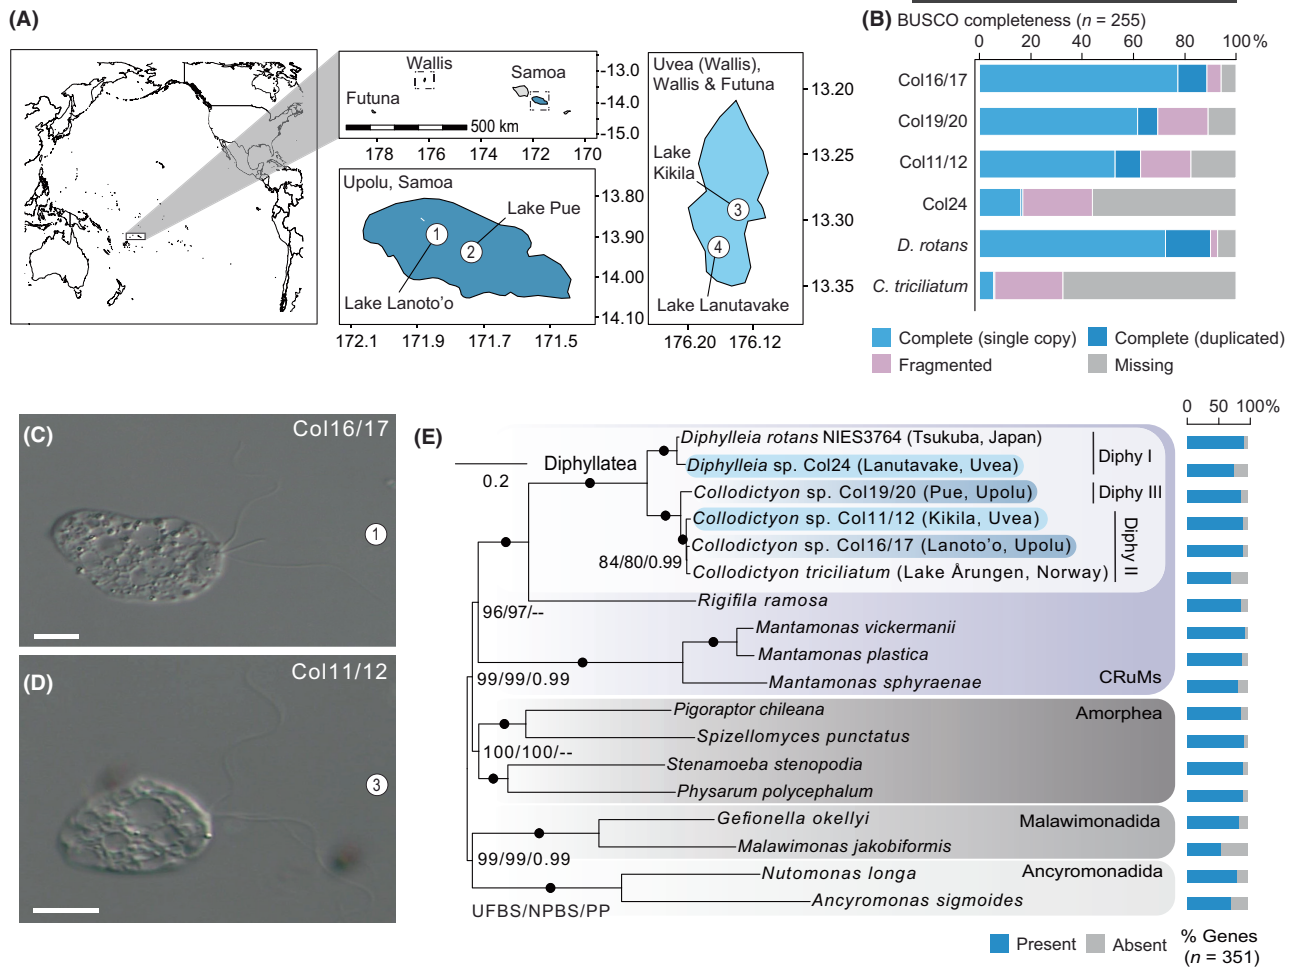 (A)
Wallis
Samoa
Futuna
500 km
13.0
14.0
15.0
178 176 174 172 170
Upolu, Samoa
Lake Pue
1
2
Lake Lanoto'o
13.80
13.90
14.00
14.10
172.1 171.9 171.7 171.5
Uvea (Wallis),
Wallis & Futuna
Lake
Kikila
3
4
Lake Lanutavake
13.20
13.25
13.30
13.35
176.20 176.12
(B) BUSCO completeness (n = 255)
0 20 40 60 80 100 %
Col16/17
Col19/20
Col11/12
Col24
D. rotans
C. triciliatum
Complete (single copy) Complete (duplicated)
Fragmented Missing
(C) Col16/17
1
(D) Col11/12
3
(E)
0.2
Diphyllatea
Diphylleia rotans NIES3764 (Tsukuba, Japan)
Diphylleia sp. Col24 (Lanutavake, Uvea)
Diphy I
Collodictyon sp. Col19/20 (Pue, Upolu)
Diphy III
Collodictyon sp. Col11/12 (Kikila, Uvea)
Collodictyon sp. Col16/17 (Lanoto'o, Upolu)
84/80/0.99
Collodictyon triciliatum (Lake Årungen, Norway)
Diphy II
Rigifila ramosa
96/97/--
Mantamonas vickermanii
Mantamonas plastica
Mantamonas sphyraenae
99/99/0.99
CRuMs
Pigoraptor chileana
Amorphea
Spizellomyces punctatus
100/100/--
Stenamoeba stenopodia
Physarum polycephalum
Gefionella okellyi
Malawimonadida
Malawimonas jakobiformis
99/99/0.99
Nutomonas longa
Ancyromonadida
Ancyromonas sigmoides
UFBS/NPBS/PP
0 50 100%
Present Absent
% Genes
(n = 351)